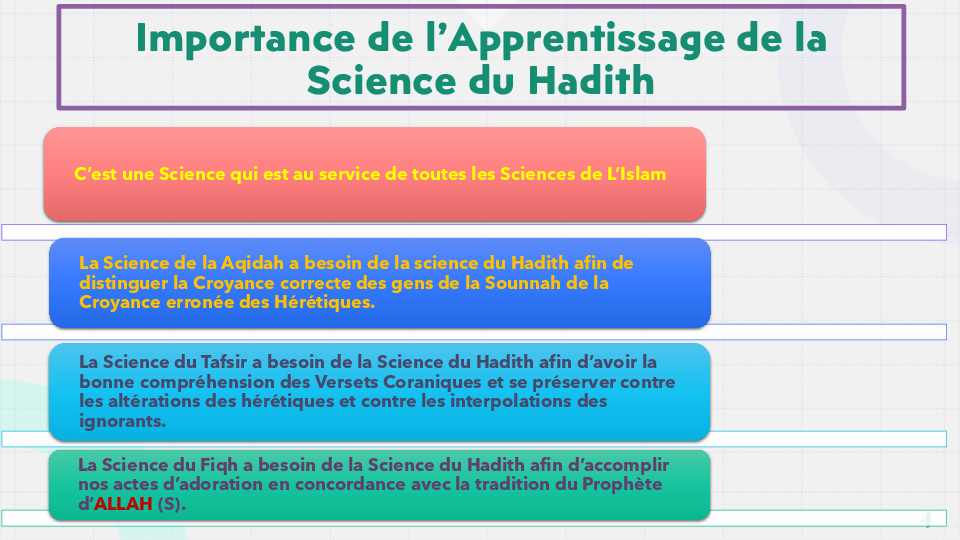 Importance de l'Apprentissage de la
Science du Hadith
C'est une Science qui est au service de toutes les Sciences de L'Islam
La Science de la Aqidah a besoin de la science du Hadith afin de
distinguer la Croyance correcte des gens de la Sounnah de la
Croyance erronée des Hérétiques.
La Science du Tafsir a besoin de la Science du Hadith afin d'avoir la
bonne compréhension des Versets Coraniques et se préserver contre
les altérations des hérétiques et contre les interpolations des
ignorants.
La Science du Fiqh a besoin de la Science du Hadith afin d'accomplir
nos actes d'adoration en concordance avec la tradition du Prophète
d'ALLAH (S).